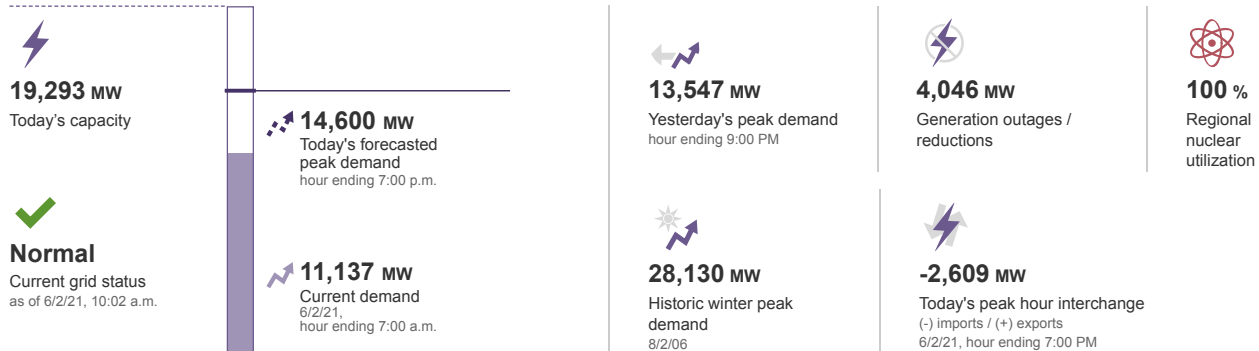 19,293 MW
Today's capacity
Normal
Current grid status
as of 6/2/21, 10:02 a.m.
14,600 MW
Today's forecasted
peak demand
hour ending 7:00 p.m.
11,137 MW
Current demand
6/2/21,
hour ending 7:00 a.m.
13,547 MW
Yesterday's peak demand
hour ending 9:00 PM
4,046 MW
Generation outages /
reductions
100 %
Regional
nuclear
utilization
28,130 MW
Historic winter peak
demand
8/2/06
-2,609 MW
Today's peak hour interchange
(-) imports / (+) exports
6/2/21, hour ending 7:00 PM